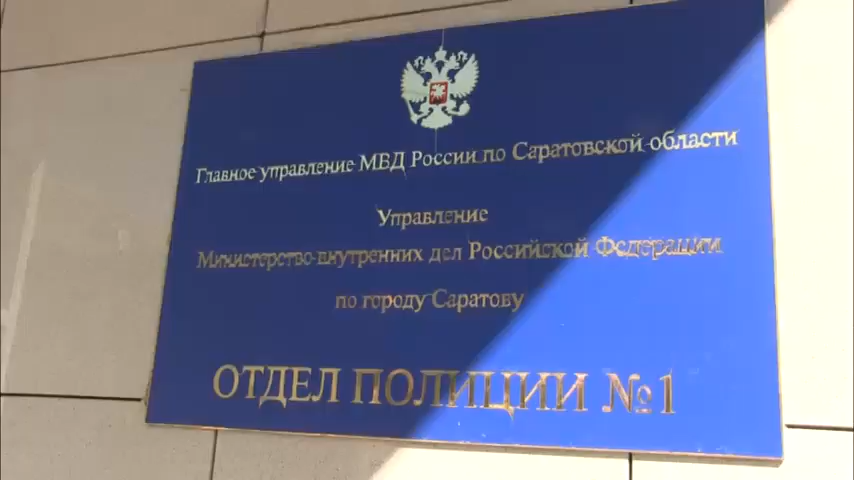 Главное управление МВД России по Саратовской области
Управление
Министерство внутренних дел Российской Федерации
по городу Саратову
ОТДЕЛ ПОЛИЦИИ №1